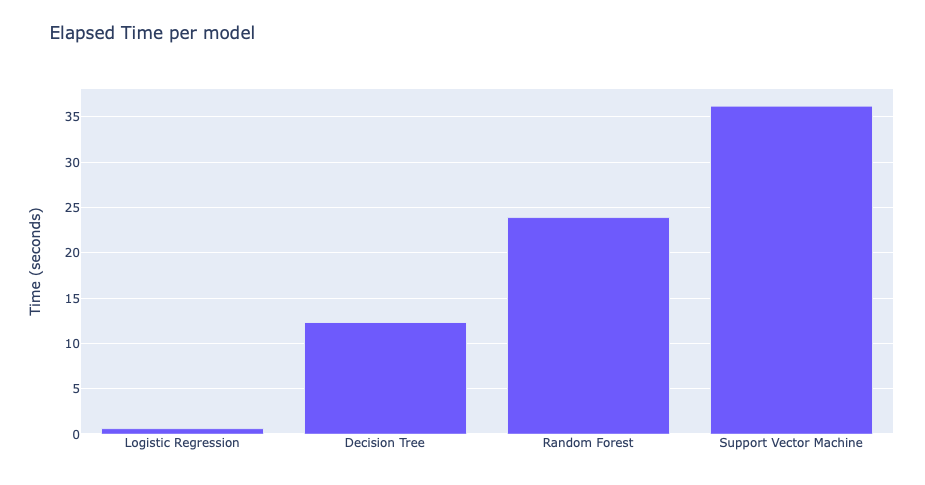 Elapsed Time per model
Time (seconds)
35
30
25
20
15
10
5
0
Logistic Regression
Decision Tree
Random Forest
Support Vector Machine